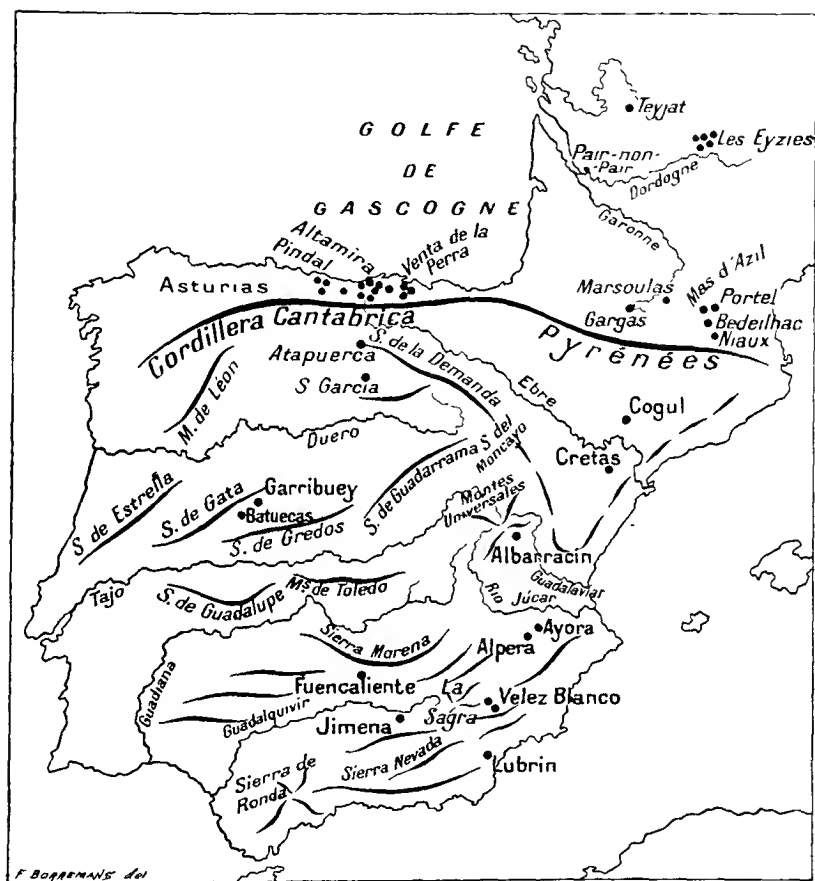 Teyjat
Les Eyzies
GOLFE
DE
GASCOGNE
Pair-non-
Pair
Dordogne
Garonne
Altamira
Pindal
Venta de la
Perra
Asturias
Marsoulas
Gargas
Mas d'Azil
Portel
Bedeilhac
Niaux
Cordillera Cantabrica
Pyrénées
Atapuerca
S. de la Demanda
S García
M. de Léon
Ebre
Cogul
Duero
Cretas
S. de Guadarrama
S. del
Moncayo
S. de Estreña
S. de Gata
Garribuey
Batuecas
S. de Gredos
Montes
Universales
Albarracin
Tajo
S. de Guadalupe
Ms. de Toledo
Rio
Guadalaviar
Júcar
Sierra Morena
Alpera
Ayora
Guadiana
Fuencaliente
La
Sagra
Velez Blanco
Guadalquivir
Jimena
Sierra de
Ronda
Sierra Nevada
Lubrin
F BORREMANS del